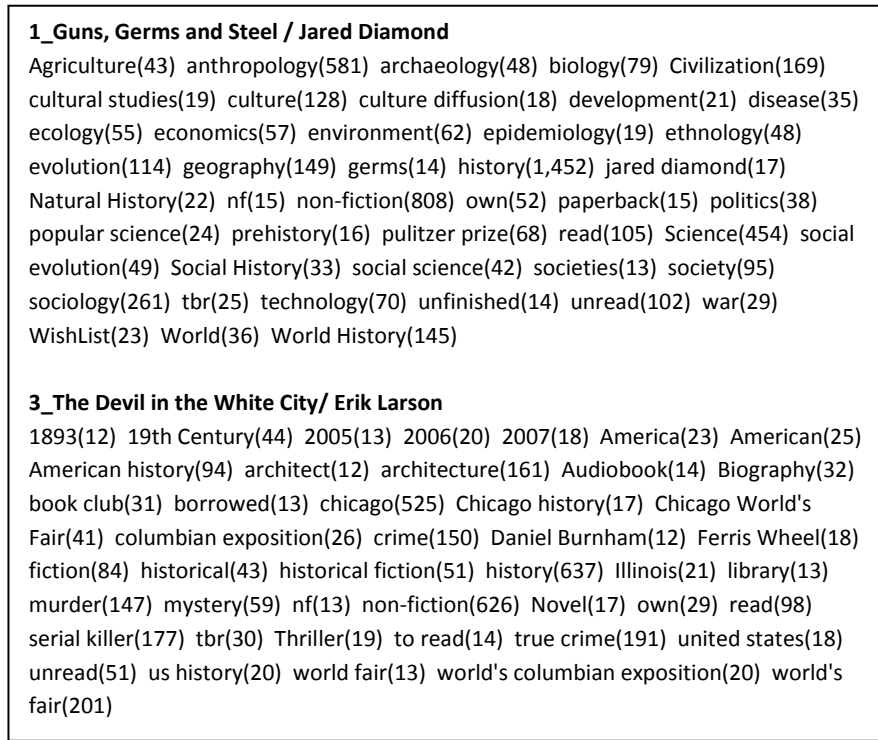 1_Guns, Germs and Steel / Jared Diamond
Agriculture(43) anthropology(581) archaeology(48) biology(79) Civilization(169)
cultural studies(19) culture(128) culture diffusion(18) development(21) disease(35)
ecology(55) economics(57) environment(62) epidemiology(19) ethnology(48)
evolution(114) geography(149) germs(14) history(1,452) jared diamond(17)
Natural History(22) nf(15) non-fiction(808) own(52) paperback(15) politics(38)
popular science(24) prehistory(16) pulitzer prize(68) read(105) Science(454) social
evolution(49) Social History(33) social science(42) societies(13) society(95)
sociology(261) tbr(25) technology(70) unfinished(14) unread(102) war(29)
WishList(23) World(36) World History(145)
3_The Devil in the White City/ Erik Larson
1893(12) 19th Century(44) 2005(13) 2006(20) 2007(18) America(23) American(25)
American history(94) architect(12) architecture(161) Audiobook(14) Biography(32)
book club(31) borrowed(13) chicago(525) Chicago history(17) Chicago World's
Fair(41) columbian exposition(26) crime(150) Daniel Burnham(12) Ferris Wheel(18)
fiction(84) historical(43) historical fiction(51) history(637) Illinois(21) library(13)
murder(147) mystery(59) nf(13) non-fiction(626) Novel(17) own(29) read(98)
serial killer(177) tbr(30) Thriller(19) to read(14) true crime(191) united states(18)
unread(51) us history(20) world fair(13) world's columbian exposition(20) world's
fair(201)